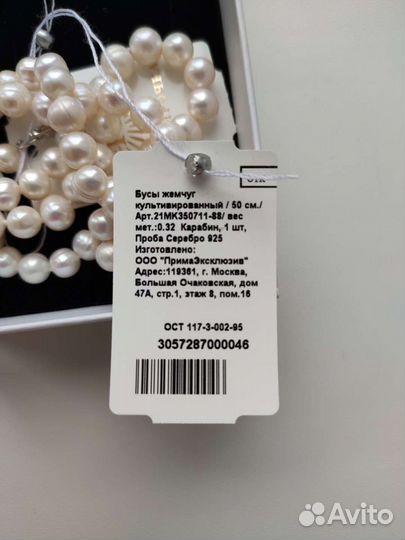 Бусы жемчуг
культивированный / 50 см./
Арт.21МК350711-88/ вес
мет.:0.32 Карабин, 1 шт,
Проба Серебро 925
Изготовлено:
ООО "ПримаЭксклюзив"
Адрес:119361, г. Москва,
Большая Очаковская, дом
47А, стр.1, этаж 8, пом.16
ОСТ 117-3-002-95
3057287000046
Avito